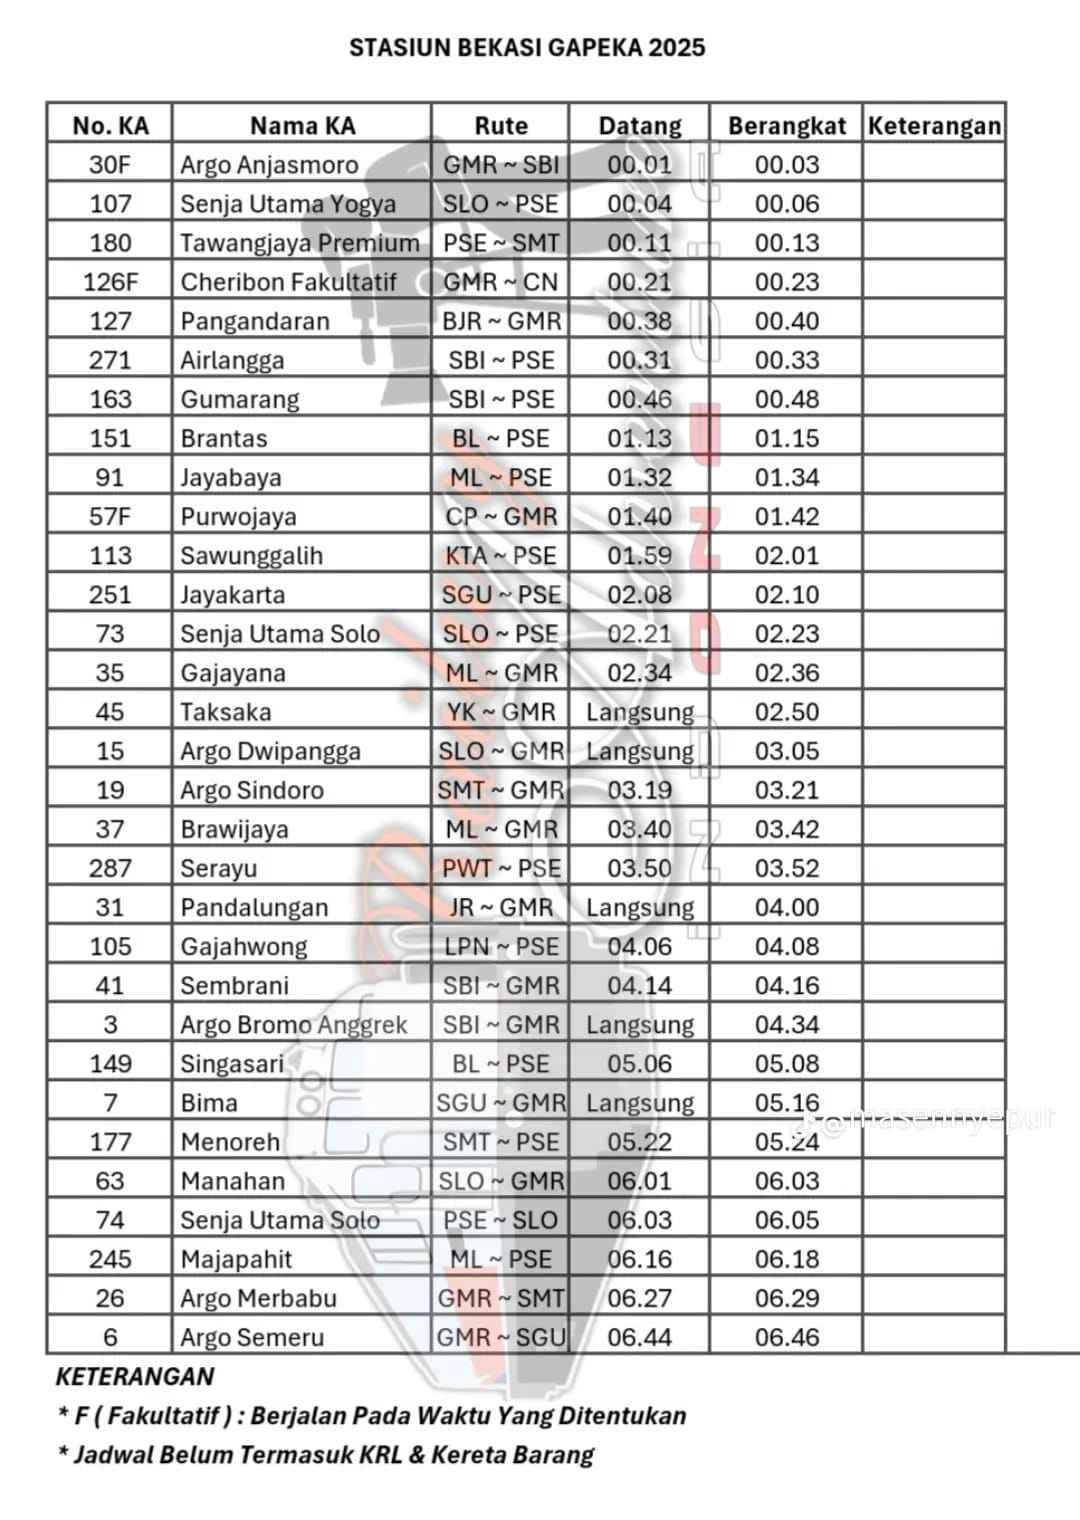 STASIUN BEKASI GAPEKA 2025
No. KA Nama KA Rute Datang Berangkat Keterangan
30F Argo Anjasmoro GMR ~ SBI 00.01 00.03
107 Senja Utama Yogya SLO ~ PSE 00.04 00.06
180 Tawangjaya Premium PSE ~ SMT 00.11 00.13
126F Cheribon Fakultatif GMR ~ CN 00.21 00.23
127 Pangandaran BJR ~ GMR 00.38 00.40
271 Airlangga SBI ~ PSE 00.31 00.33
163 Gumarang SBI ~ PSE 00.46 00.48
151 Brantas BL ~ PSE 01.13 01.15
91 Jayabaya ML ~ PSE 01.32 01.34
57F Purwojaya CP ~ GMR 01.40 01.42
113 Sawunggalih KTA ~ PSE 01.59 02.01
251 Jayakarta SGU ~ PSE 02.08 02.10
73 Senja Utama Solo SLO ~ PSE 02.21 02.23
35 Gajayana ML ~ GMR 02.34 02.36
45 Taksaka YK ~ GMR Langsung 02.50
15 Argo Dwipangga SLO ~ GMR Langsung 03.05
19 Argo Sindoro SMT ~ GMR 03.19 03.21
37 Brawijaya ML ~ GMR 03.40 03.42
287 Serayu PWT ~ PSE 03.50 03.52
31 Pandalungan JR ~ GMR Langsung 04.00
105 Gajahwong LPN ~ PSE 04.06 04.08
41 Sembrani SBI ~ GMR 04.14 04.16
3 Argo Bromo Anggrek SBI ~ GMR Langsung 04.34
149 Singasari BL ~ PSE 05.06 05.08
7 Bima SGU ~ GMR Langsung 05.16
@masennyepur
177 Menoreh SMT ~ PSE 05.22 05.24
63 Manahan SLO ~ GMR 06.01 06.03
74 Senja Utama Solo PSE ~ SLO 06.03 06.05
245 Majapahit ML ~ PSE 06.16 06.18
26 Argo Merbabu GMR ~ SMT 06.27 06.29
6 Argo Semeru GMR ~ SGU 06.44 06.46
KETERANGAN
* F ( Fakultatif ) : Berjalan Pada Waktu Yang Ditentukan
* Jadwal Belum Termasuk KRL & Kereta Barang